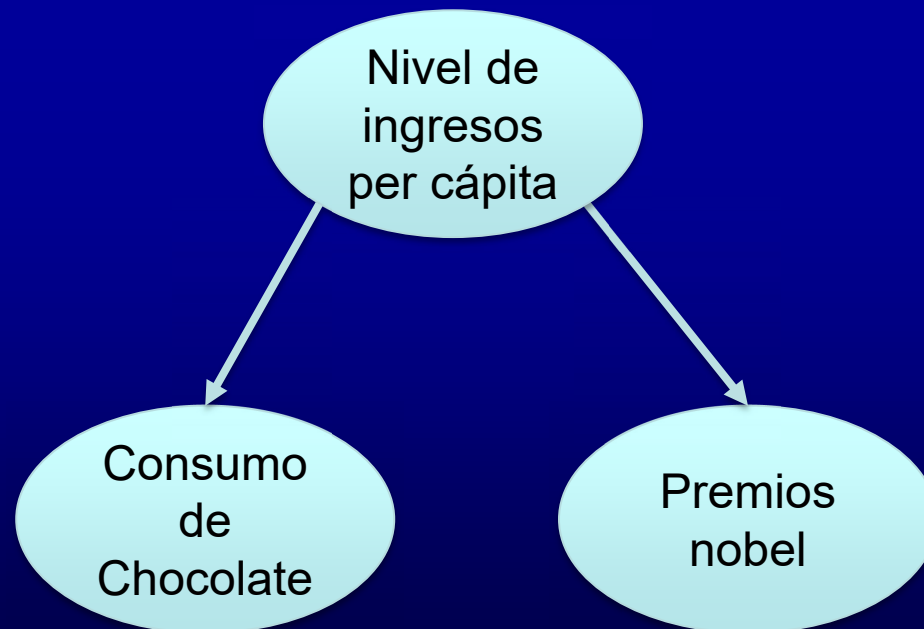 Nivel de
ingresos
per cápita
Consumo
de
Chocolate
Premios
nobel